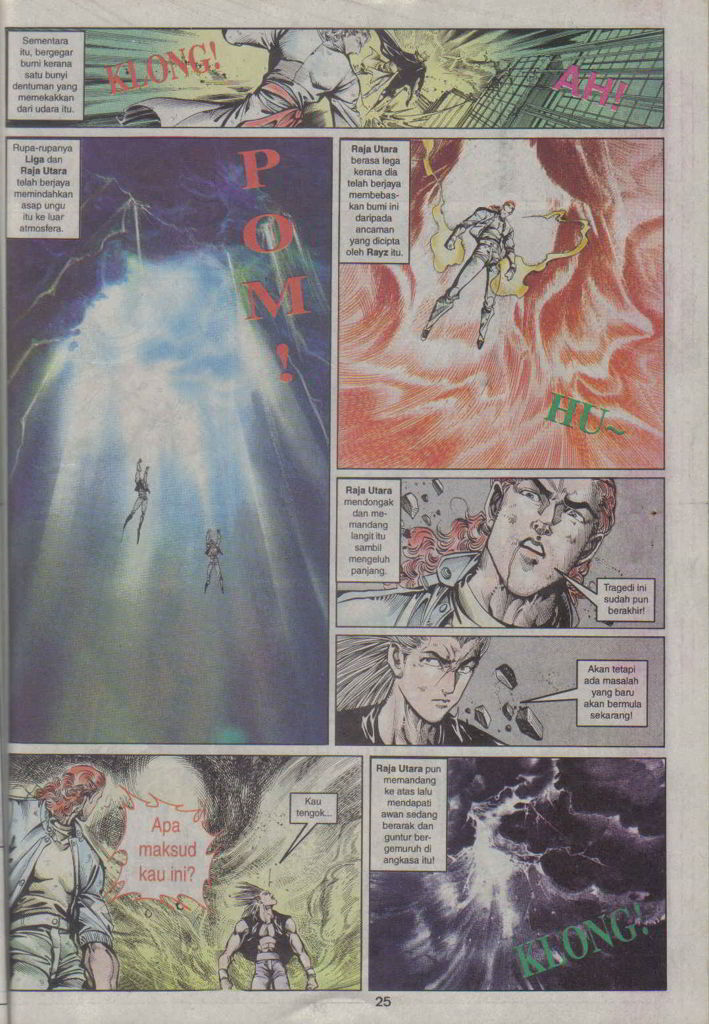 Sementara
itu, bergegar
bumi kerana
satu bunyi
dentuman yang
memekakkan
dari udara itu.
KLONG!
AH!
Rupa-rupanya
Liga dan
Raja Utara
telah berjaya
memindahkan
asap ungu
itu ke luar
atmosfera.
POM!
Raja Utara
berasa lega
kerana dia
telah berjaya
membebas-
kan bumi ini
daripada
ancaman
yang dicipta
oleh Rayz itu.
HU~
Raja Utara
mendongak
dan me-
mandang
langit itu
sambil
mengeluh
panjang.
Tragedi ini
sudah pun
berakhir!
Akan tetapi
ada masalah
yang baru
akan bermula
sekarang!
Apa
maksud
kau ini?
Kau
tengok...
Raja Utara pun
memandang
ke atas lalu
mendapati
awan sedang
berarak dan
guntur ber-
gemuruh di
angkasa itu!
KLONG!
25